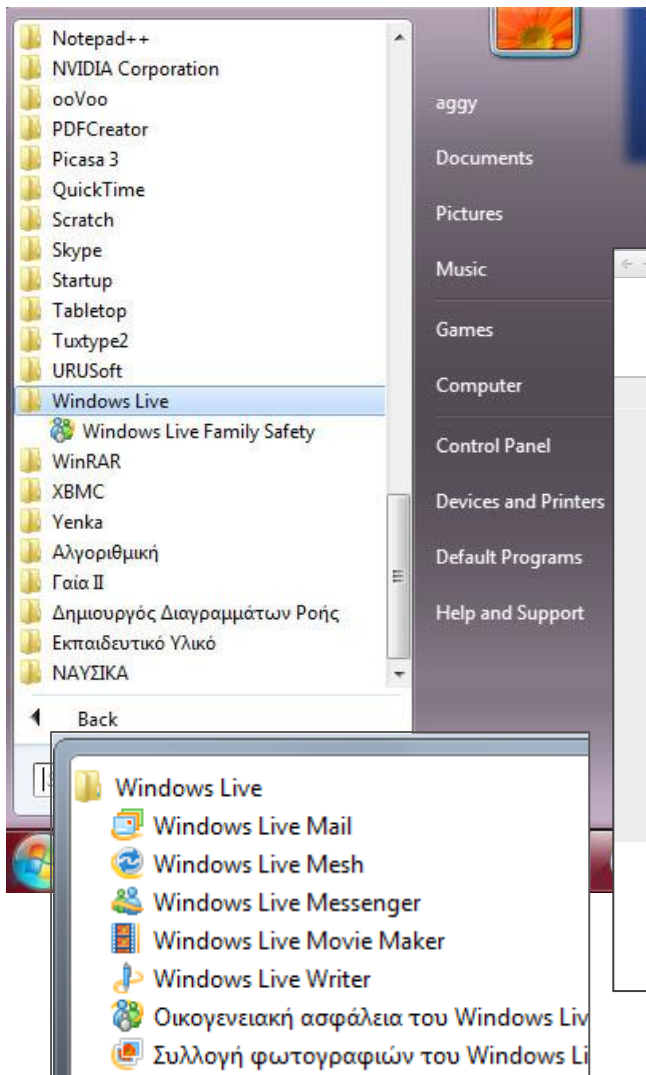 Notepad++
NVIDIA Corporation
ooVoo
PDFCreator
Picasa 3
QuickTime
Scratch
Skype
Startup
Tabletop
Tuxtype2
URUSoft
Windows Live
Windows Live Family Safety
WinRAR
XBMC
Yenka
Αλγοριθμική
Γαία II
Δημιουργός Διαγραμμάτων Ροής
Εκπαιδευτικό Υλικό
ΝΑΥΣΙΚΑ
Back
aggy
Documents
Pictures
Music
Games
Computer
Control Panel
Devices and Printers
Default Programs
Help and Support
Windows Live
Windows Live Mail
Windows Live Mesh
Windows Live Messenger
Windows Live Movie Maker
Windows Live Writer
Οικογενειακή ασφάλεια του Windows Liv
Συλλογή φωτογραφιών του Windows Li